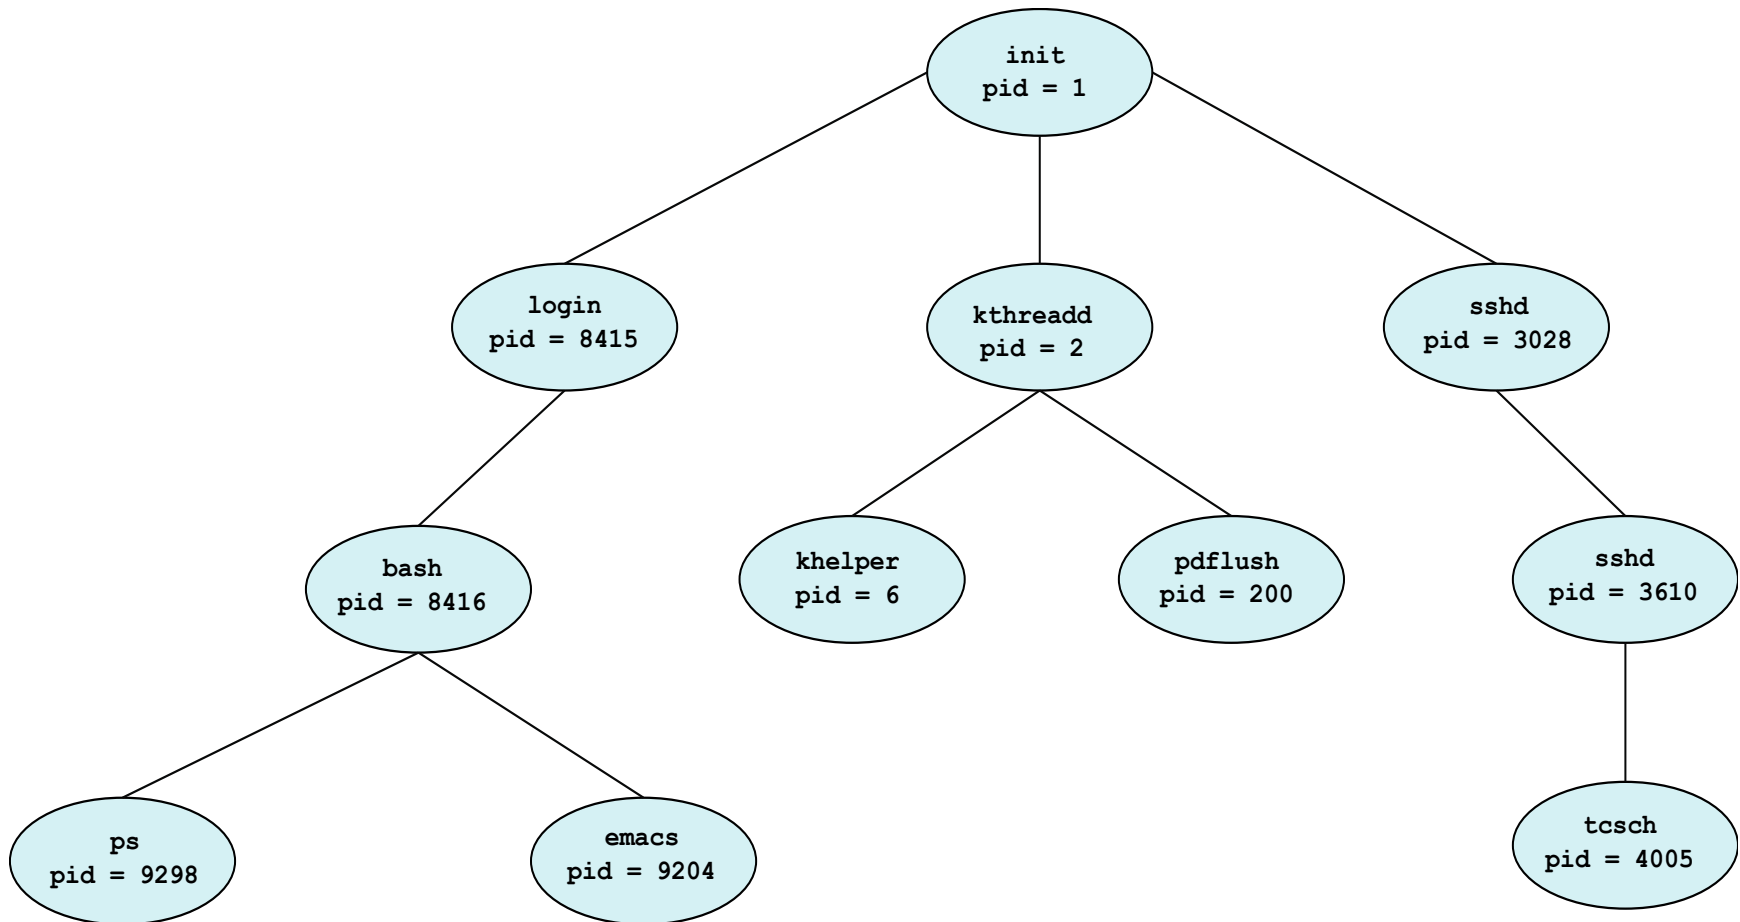 init
pid = 1
login
pid = 8415
kthreadd
pid = 2
sshd
pid = 3028
bash
pid = 8416
khelper
pid = 6
pdflush
pid = 200
sshd
pid = 3610
ps
pid = 9298
emacs
pid = 9204
tcsch
pid = 4005